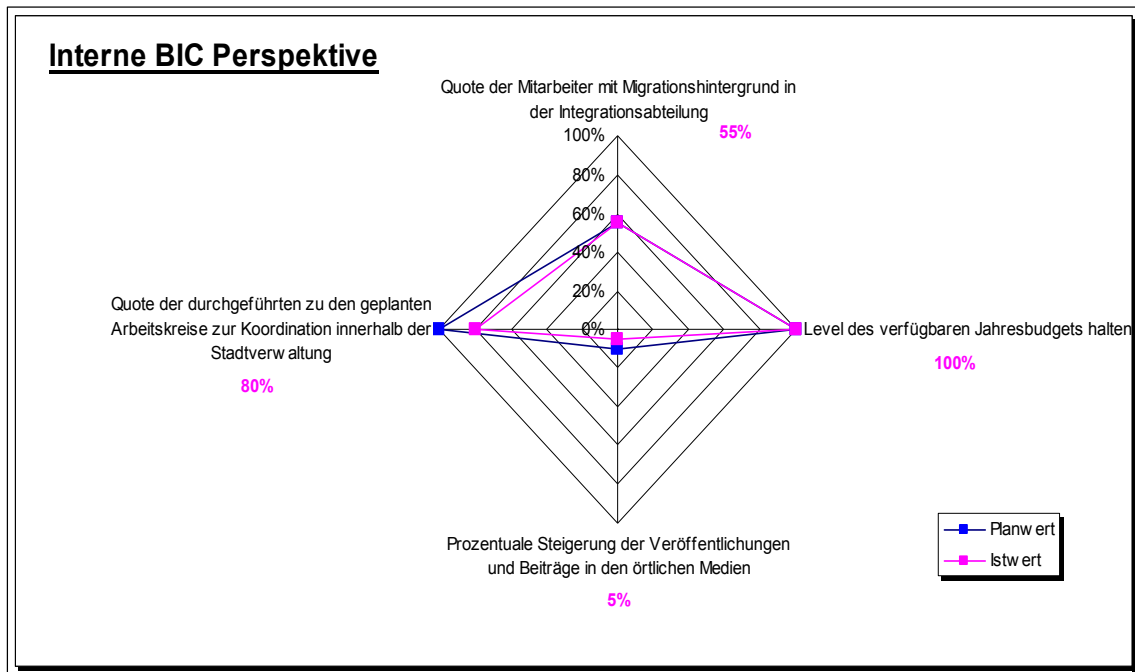 Interne BIC Perspektive
Quote der Mitarbeiter mit Migrationshintergrund in
der Integrationsabteilung
55%
100%
80%
60%
40%
20%
0%
Quote der durchgeführten zu den geplanten
Arbeitskreise zur Koordination innerhalb der
Stadtverwaltung
80%
Level des verfügbaren Jahresbudgets halten
100%
Prozentuale Steigerung der Veröffentlichungen
und Beiträge in den örtlichen Medien
5%
Planwert
Istwert